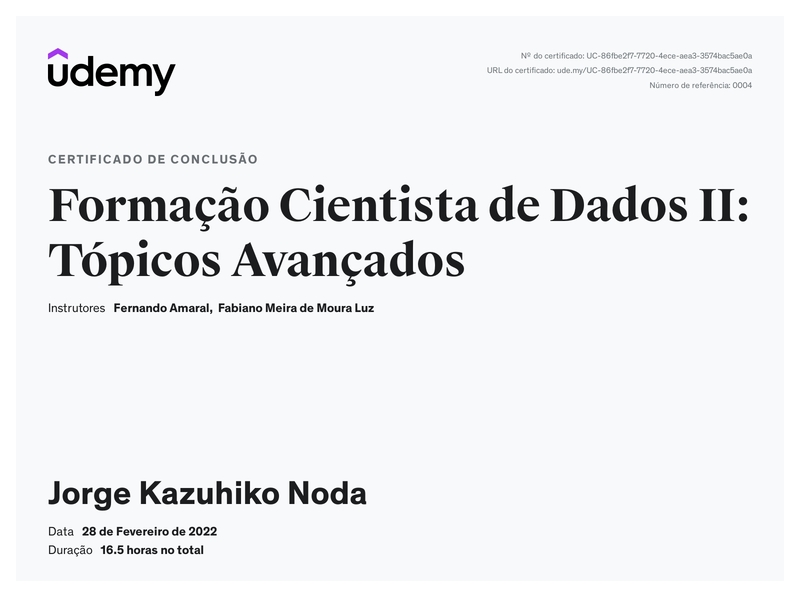 udemy
Nº do certificado: UC-86fbe2f7-7720-4ece-aea3-3574bac5ae0a
URL do certificado: ude.my/UC-86fbe2f7-7720-4ece-aea3-3574bac5ae0a
Número de referência: 0004
CERTIFICADO DE CONCLUSÃO
Formação Cientista de Dados II:
Tópicos Avançados
Instrutores Fernando Amaral, Fabiano Meira de Moura Luz
Jorge Kazuhiko Noda
Data 28 de Fevereiro de 2022
Duração 16.5 horas no total